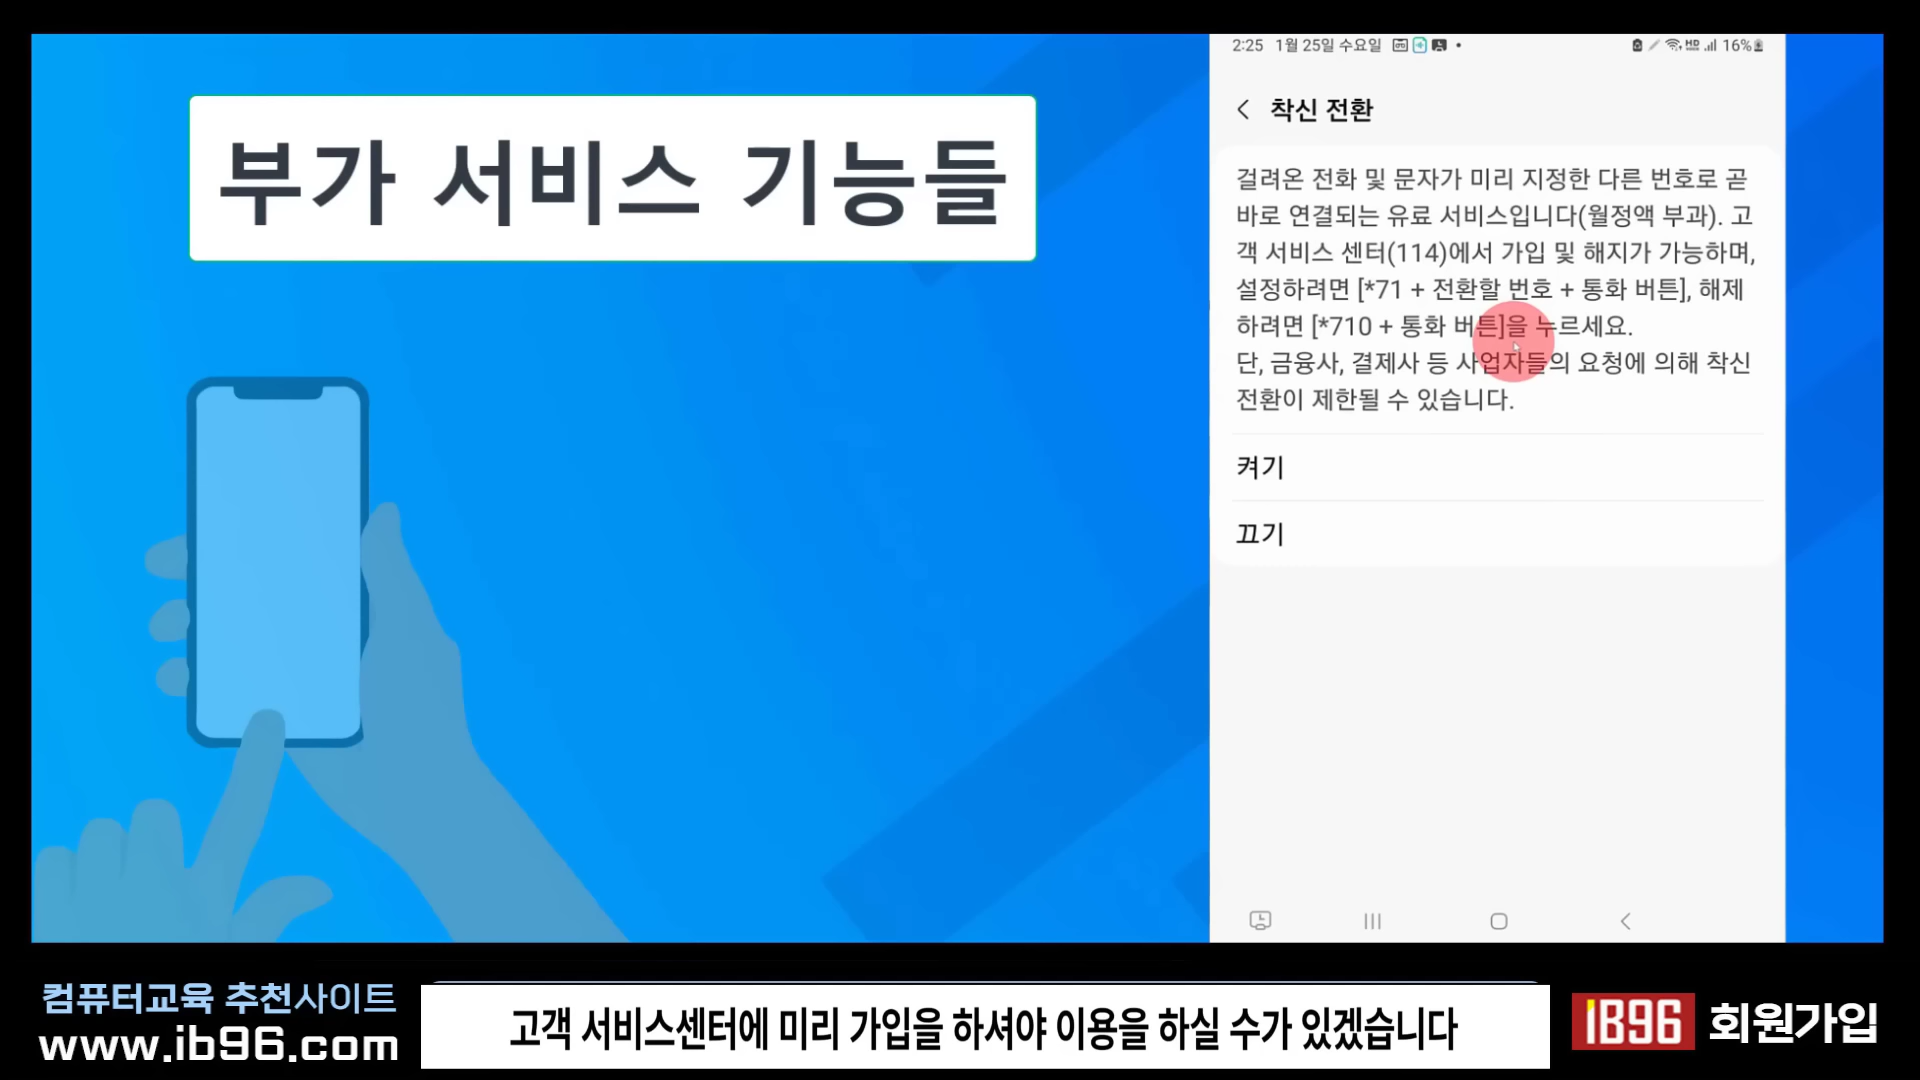 부가 서비스 기능들
2:25 1월 25일 수요일
16%
착신 전환
걸려온 전화 및 문자가 미리 지정한 다른 번호로 곧
바로 연결되는 유료 서비스입니다(월정액 부과). 고
객 서비스 센터(114)에서 가입 및 해지가 가능하며,
설정하려면 [*71 + 전환할 번호 + 통화 버튼], 해제
하려면 [*710 + 통화 버튼]을 누르세요.
단, 금융사, 결제사 등 사업자들의 요청에 의해 착신
전환이 제한될 수 있습니다.
켜기
끄기
컴퓨터교육 추천사이트
www.ib96.com
고객 서비스센터에 미리 가입을 하셔야 이용을 하실 수가 있겠습니다
iB96 회원가입